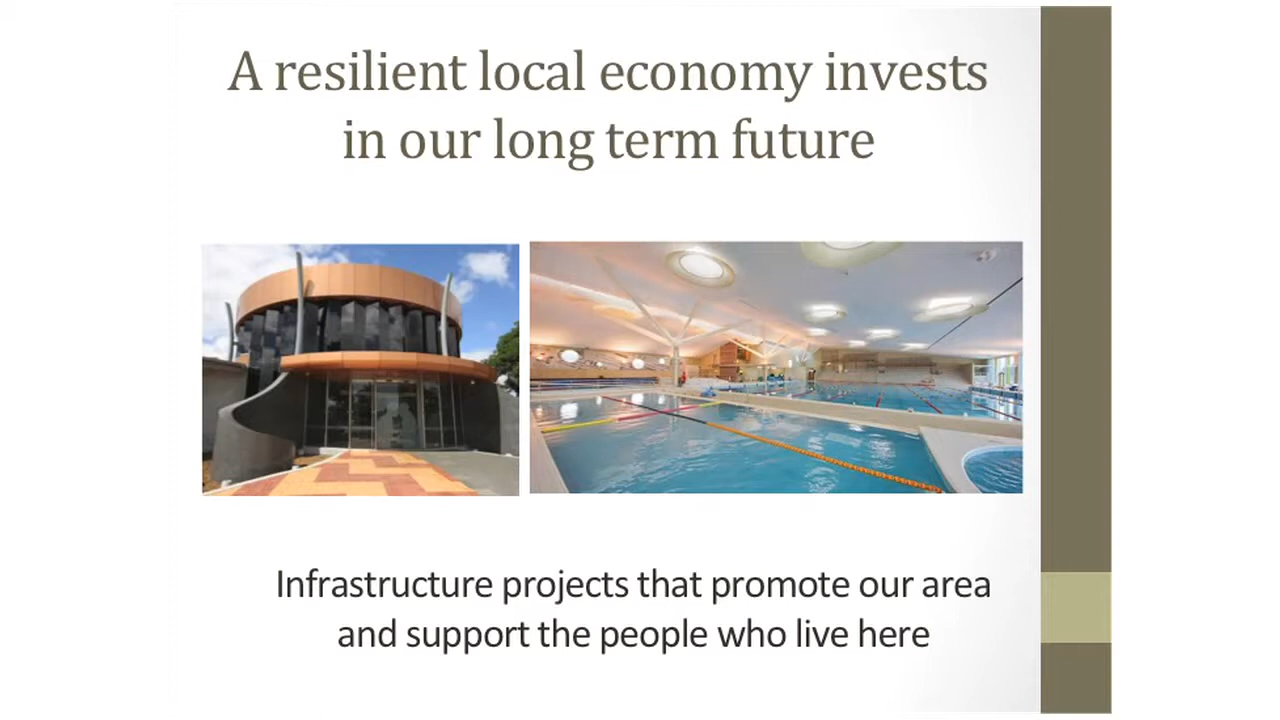 A resilient local economy invests
in our long term future
Infrastructure projects that promote our area
and support the people who live here